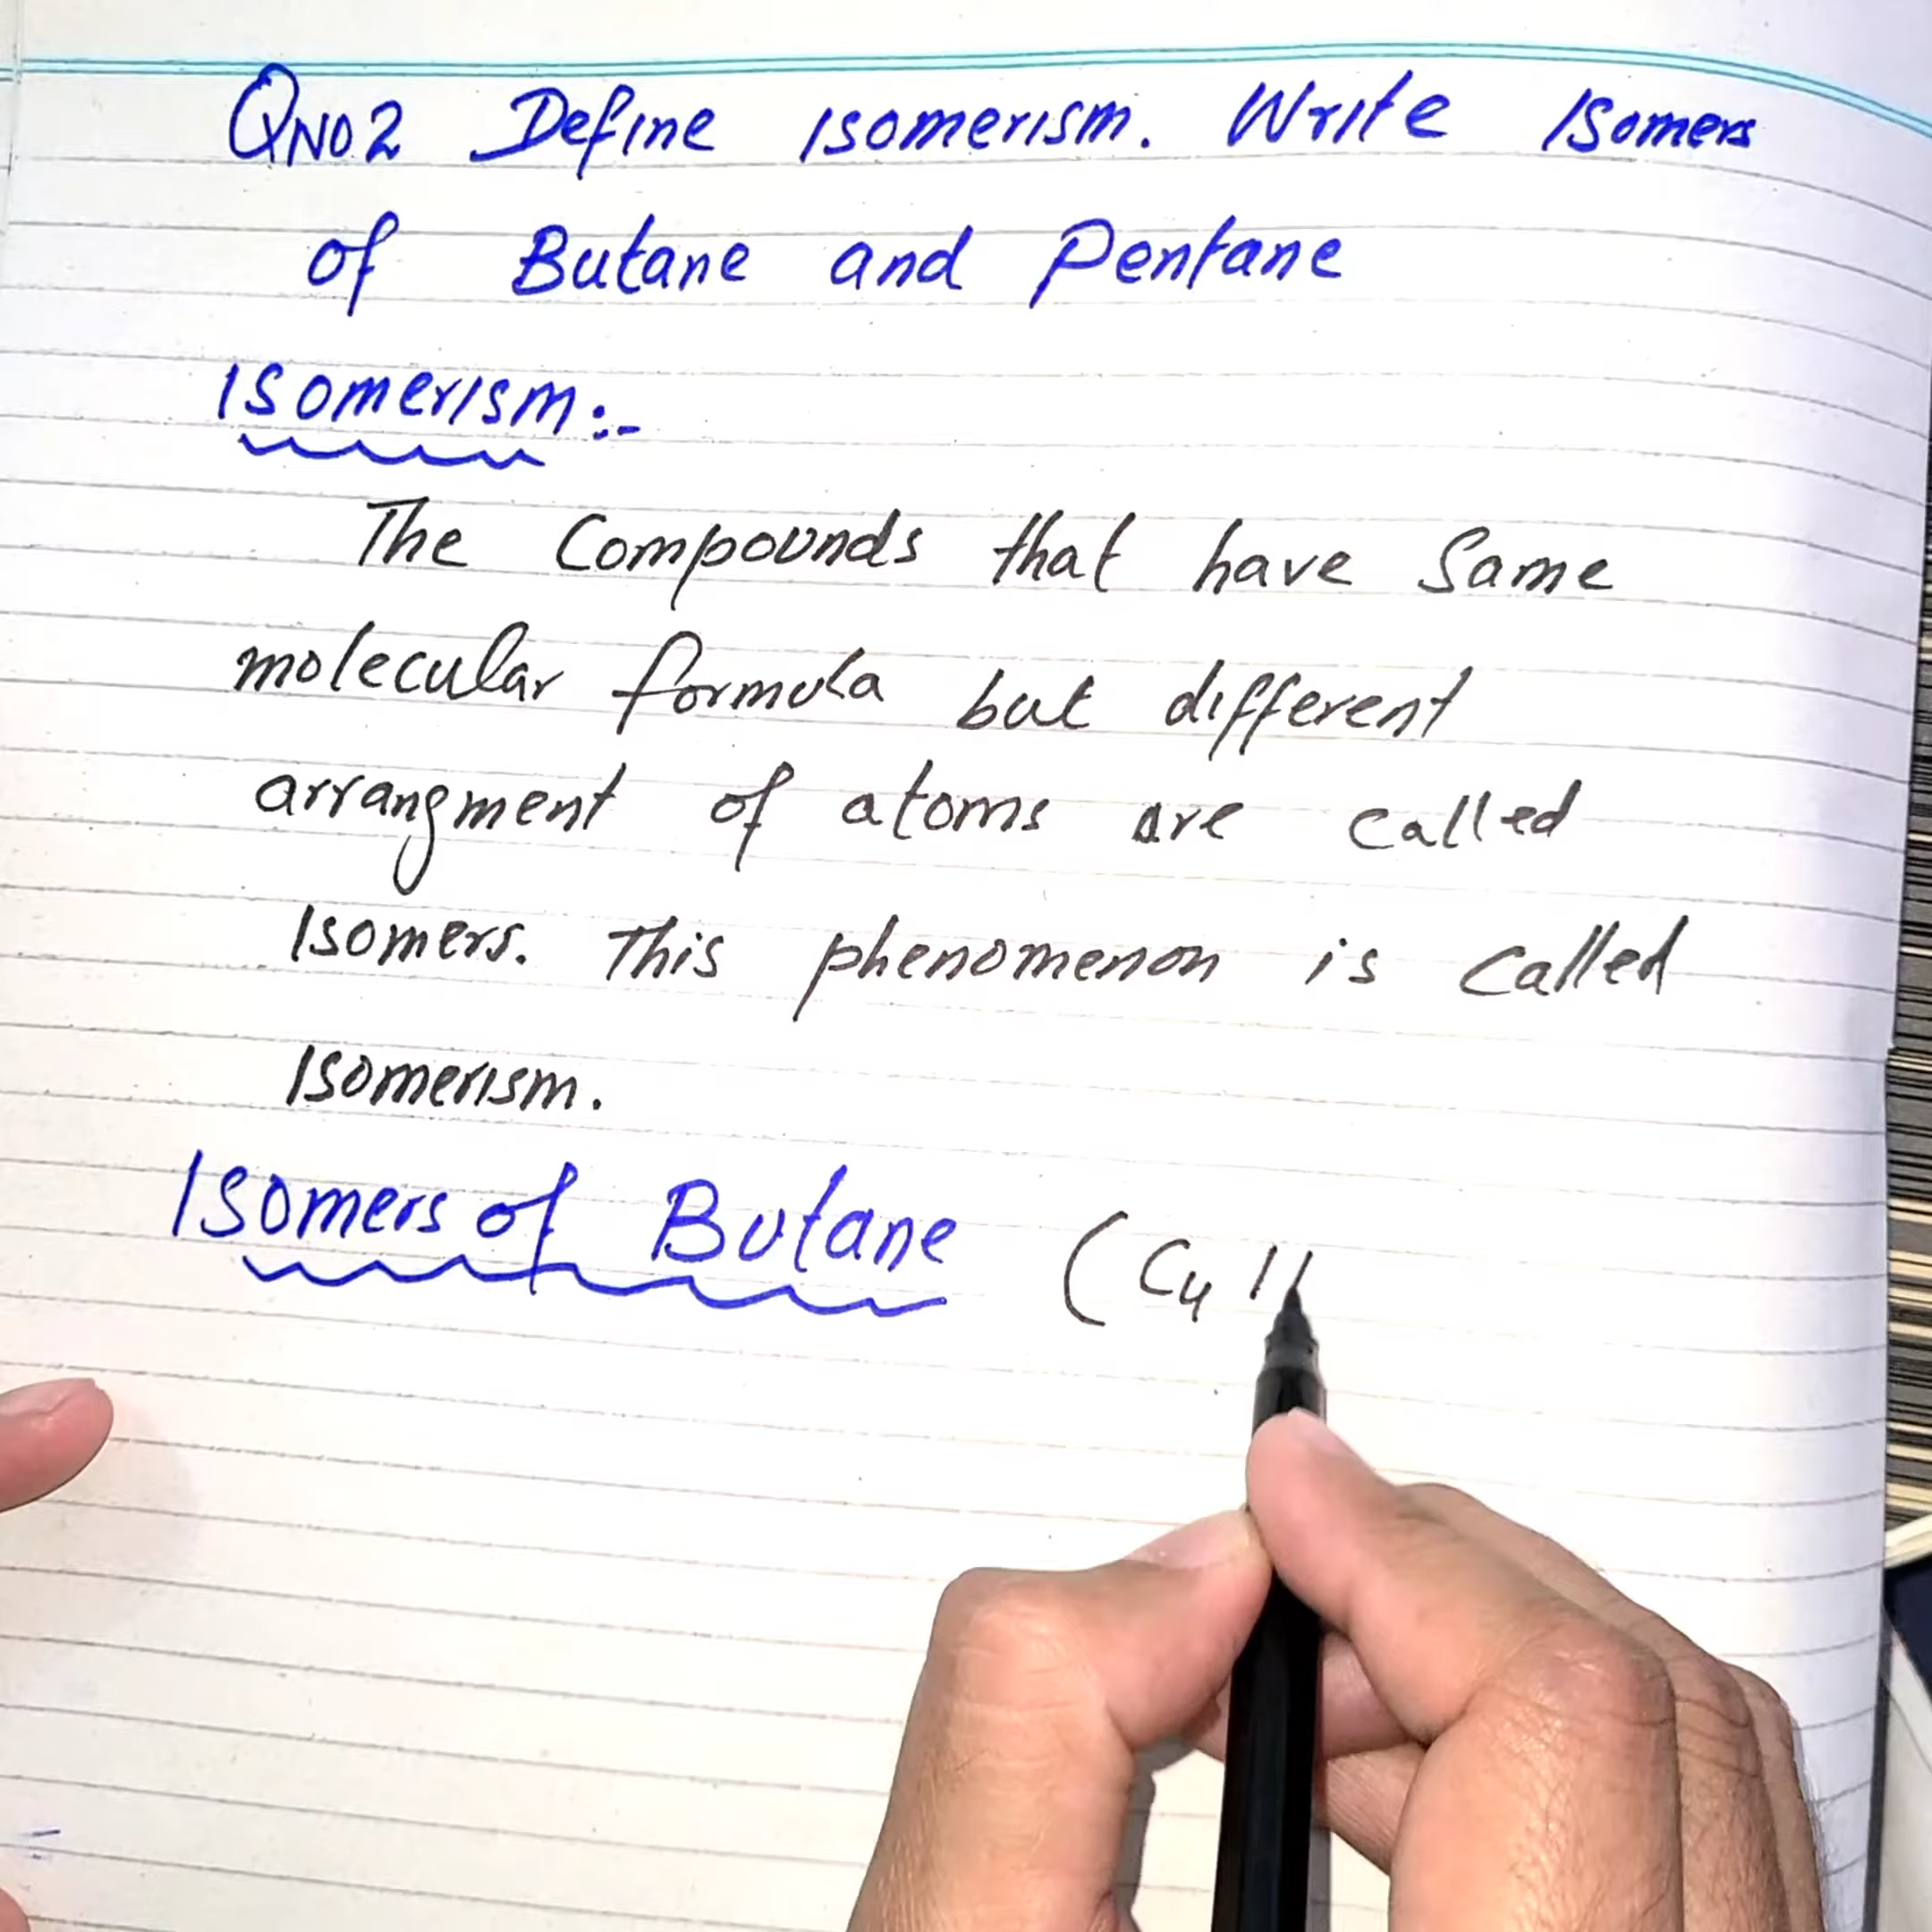 QNo2 Define isomerism. Write Isomers
of Butane and Pentane
Isomerism:-
The Compounds that have Same
molecular formula but different
arrangment of atoms are called
Isomers. This phenomenon is called
Isomerism.
Isomers of Butane (C4